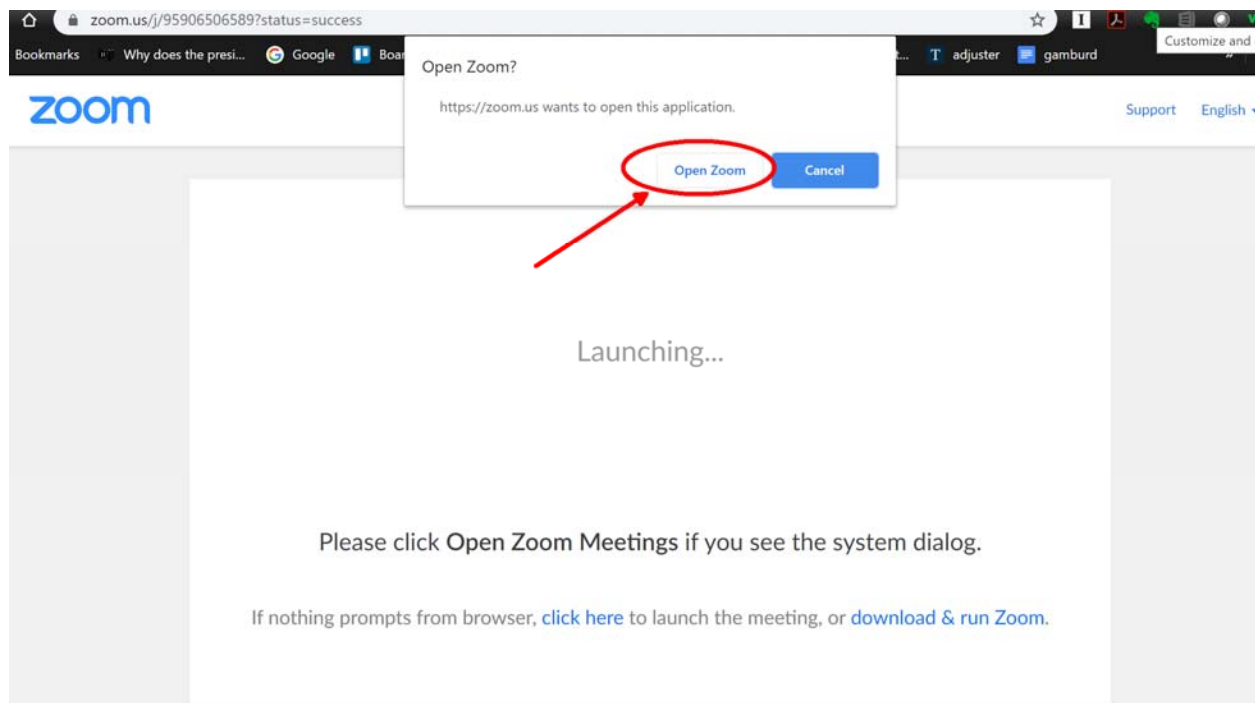 zoom.us/j/95906506589?status=success
Customize and
Bookmarks Why does the presi... Google Boar t... adjuster gamburd »
Open Zoom?
https://zoom.us wants to open this application.
Open Zoom Cancel
zoom
Support English
Launching...
Please click Open Zoom Meetings if you see the system dialog.
If nothing prompts from browser, click here to launch the meeting, or download & run Zoom.